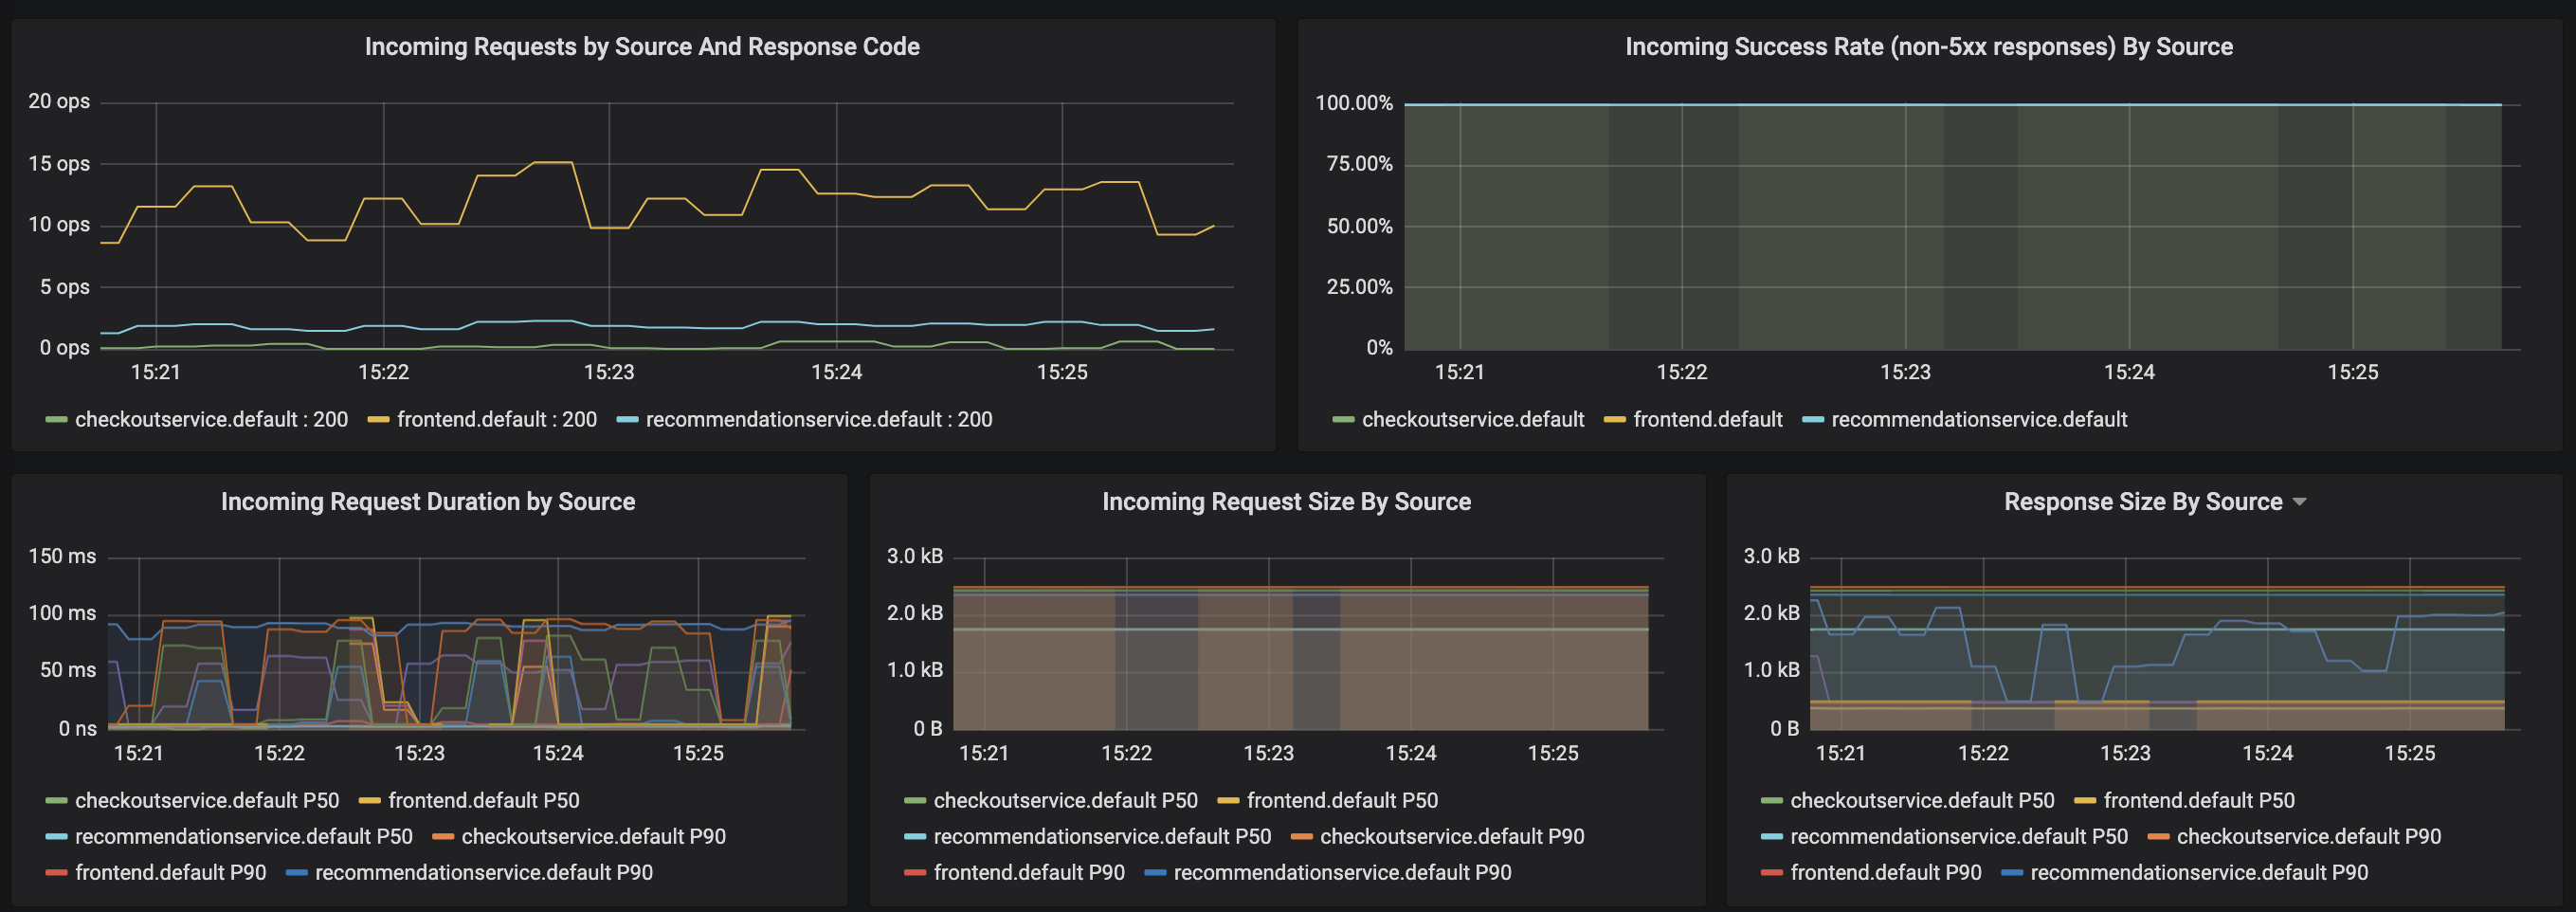 Incoming Requests by Source And Response Code
20 ops
15 ops
10 ops
5 ops
0 ops
15:21 15:22 15:23 15:24 15:25
checkoutservice.default : 200 frontend.default : 200 recommendationservice.default : 200
Incoming Success Rate (non-5xx responses) By Source
100.00%
75.00%
50.00%
25.00%
0%
15:21 15:22 15:23 15:24 15:25
checkoutservice.default frontend.default recommendationservice.default
Incoming Request Duration by Source
150 ms
100 ms
50 ms
0 ns
15:21 15:22 15:23 15:24 15:25
checkoutservice.default P50 frontend.default P50
recommendationservice.default P50 checkoutservice.default P90
frontend.default P90 recommendationservice.default P90
Incoming Request Size By Source
3.0 kB
2.0 kB
1.0 kB
0 B
15:21 15:22 15:23 15:24 15:25
checkoutservice.default P50 frontend.default P50
recommendationservice.default P50 checkoutservice.default P90
frontend.default P90 recommendationservice.default P90
Response Size By Source
3.0 kB
2.0 kB
1.0 kB
0 B
15:21 15:22 15:23 15:24 15:25
checkoutservice.default P50 frontend.default P50
recommendationservice.default P50 checkoutservice.default P90
frontend.default P90 recommendationservice.default P90